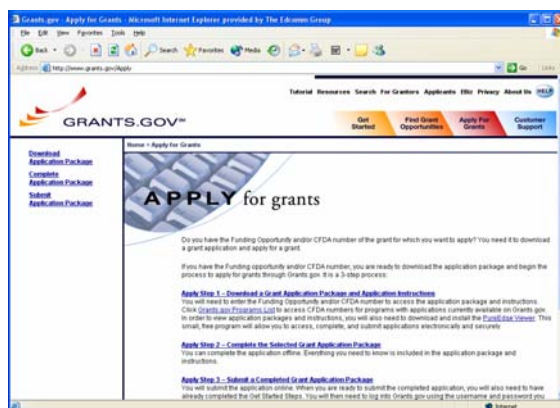 Grants.gov - Apply for Grants - Microsoft Internet Explorer provided by The Edcomm Group
File Edit View Favorites Tools Help
Back Search Favorites Media
Address http://www.grants.gov/Apply Go Links
Tutorial Resources Search For Grantors Applicants EBiz Privacy About Us HELP
GRANTS.GOV℠
Get Started
Find Grant Opportunities
Apply For Grants
Customer Support
Home > Apply for Grants
Download
Application Package
Complete
Application Package
Submit
Application Package
APPLY for grants
Do you have the Funding Opportunity and/or CFDA number of the grant for which you want to apply? You need it to download
a grant application and apply for a grant.
If you have the Funding opportunity and/or CFDA number, you are ready to download the application package and begin the
process to apply for grants through Grants.gov. It is a 3-step process:
Apply Step 1 – Download a Grant Application Package and Application Instructions
You will need to enter the Funding Opportunity and/or CFDA number to access the application package and instructions.
Click Grants.gov Programs List to access CFDA numbers for programs with applications currently available on Grants.gov.
In order to view application packages and instructions, you will also need to download and install the PureEdge Viewer. This
small, free program will allow you to access, complete, and submit applications electronically and securely.
Apply Step 2 – Complete the Selected Grant Application Package
You can complete the application offline. Everything you need to know is included in the application package and
instructions.
Apply Step 3 – Submit a Completed Grant Application Package
You will submit the application online. When you are ready to submit the completed application, you will also need to have
already completed the Get Started Steps. You will then need to log into Grants.gov using the username and password you
Internet